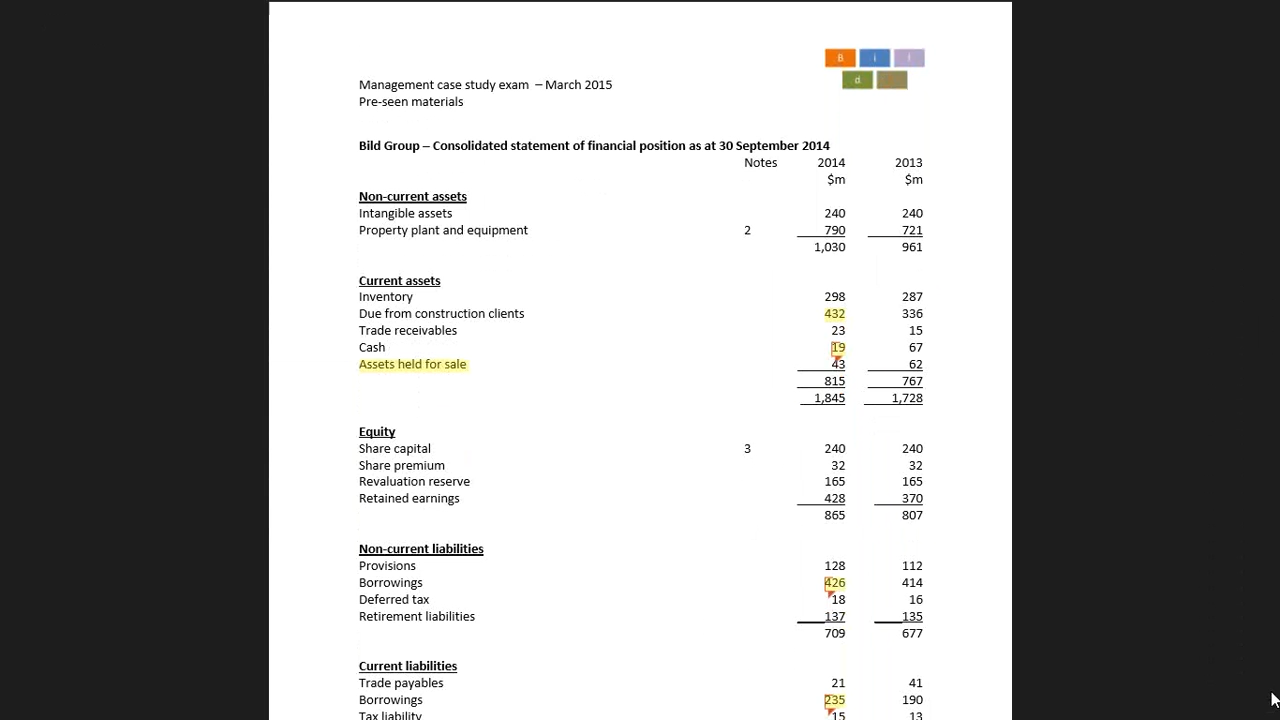 B i l
d
Management case study exam – March 2015
Pre-seen materials
Bild Group – Consolidated statement of financial position as at 30 September 2014
Notes 2014 2013
$m $m
Non-current assets
Intangible assets 240 240
Property plant and equipment 2 790 721
1,030 961
Current assets
Inventory 298 287
Due from construction clients 432 336
Trade receivables 23 15
Cash 19 67
Assets held for sale 43 62
815 767
1,845 1,728
Equity
Share capital 3 240 240
Share premium 32 32
Revaluation reserve 165 165
Retained earnings 428 370
865 807
Non-current liabilities
Provisions 128 112
Borrowings 426 414
Deferred tax 18 16
Retirement liabilities 137 135
709 677
Current liabilities
Trade payables 21 41
Borrowings 235 190
Tax liability 15 13